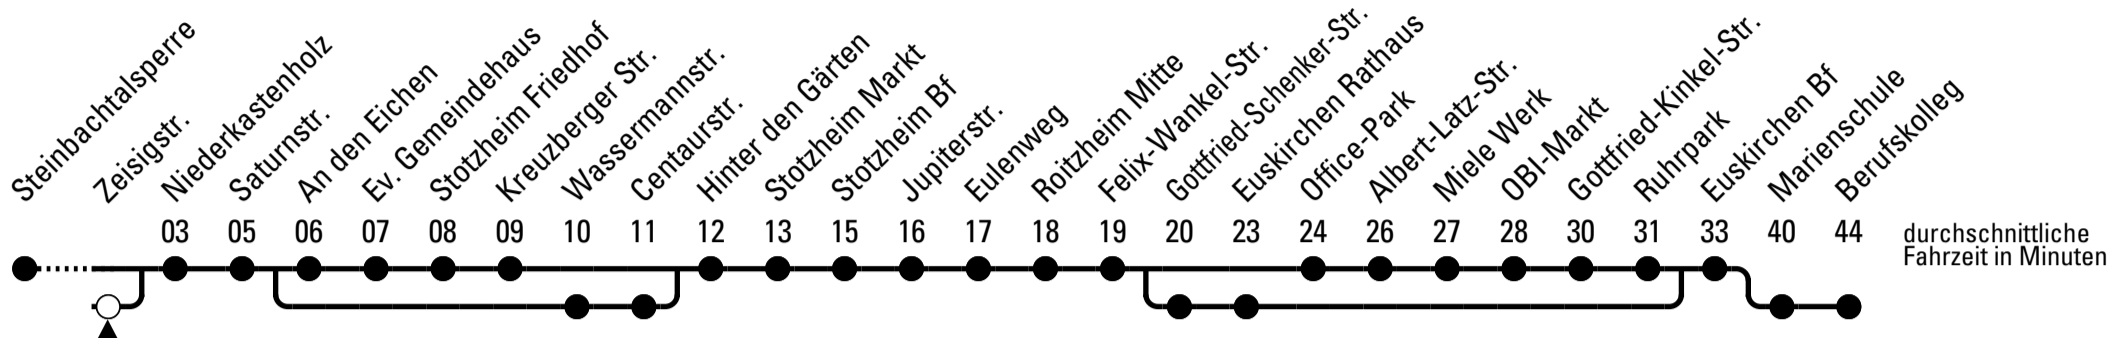 Steinbachtalsperre
Zeisigstr.
Niederkastenholz
Saturnstr.
An den Eichen
Ev. Gemeindehaus
Stotzheim Friedhof
Kreuzberger Str.
Wassermannstr.
Centaurstr.
Hinter den Gärten
Stotzheim Markt
Stotzheim Bf
Jupiterstr.
Eulenweg
Roitzheim Mitte
Felix-Wankel-Str.
Gottfried-Schenker-Str.
Euskirchen Rathaus
Office-Park
Albert-Latz-Str.
Miele Werk
OBI-Markt
Gottfried-Kinkel-Str.
Ruhrpark
Euskirchen Bf
Marienschule
Berufskolleg
03 05 06 07 08 09 10 11 12 13 15 16 17 18 19 20 23 24 26 27 28 30 31 33 40 44
durchschnittliche
Fahrzeit in Minuten